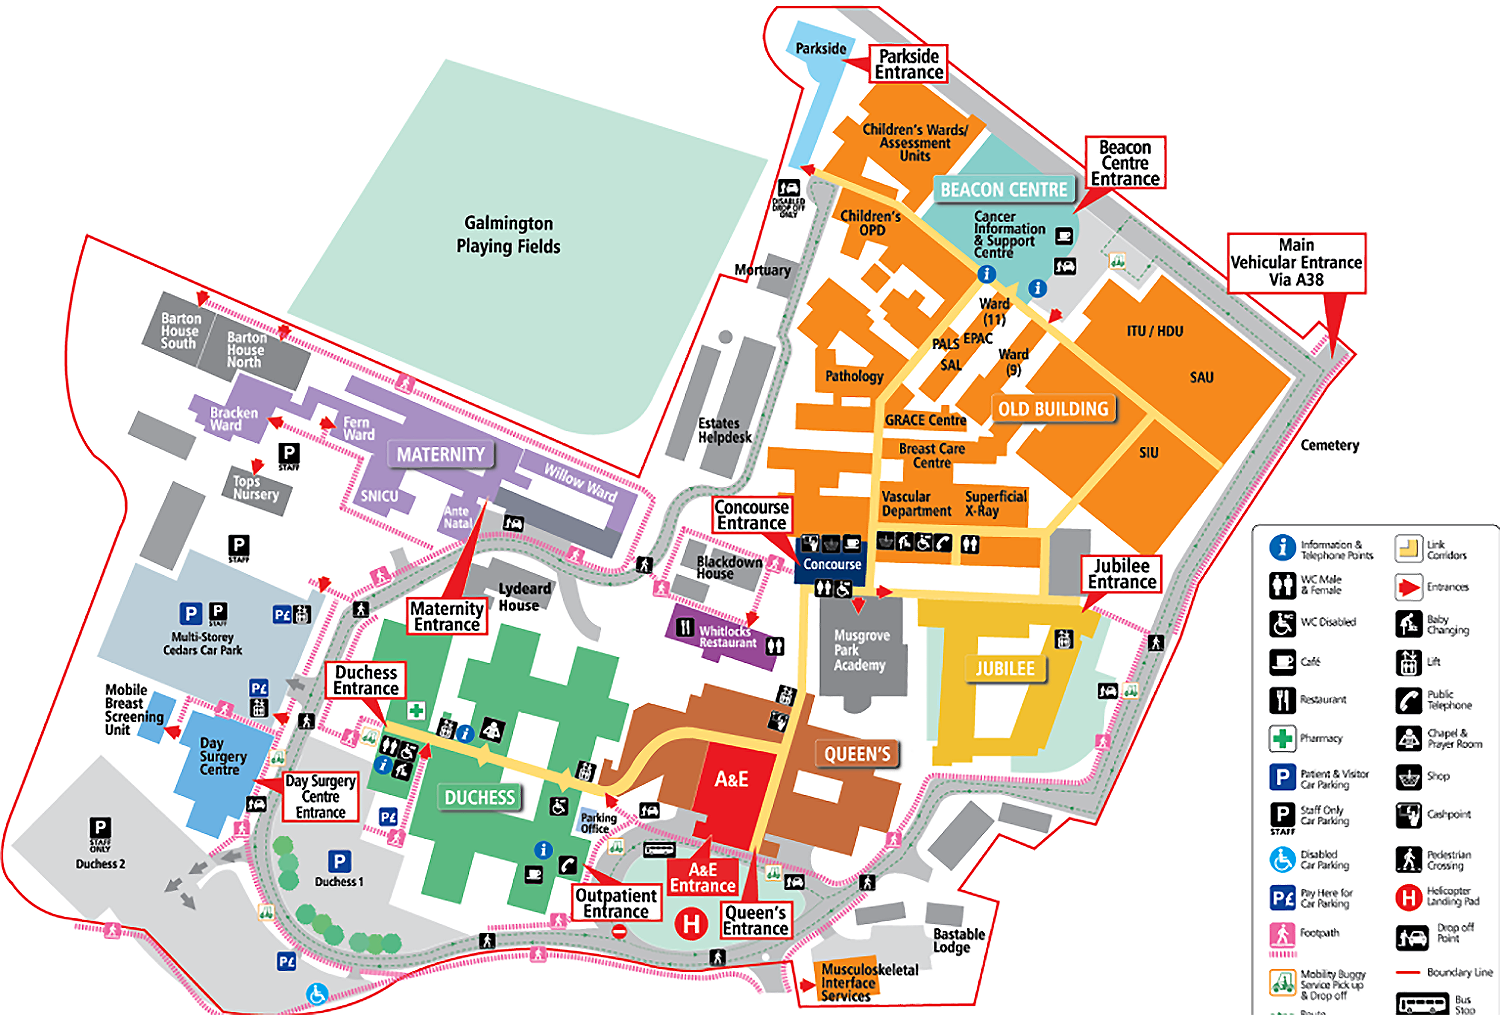 Parkside
Parkside
Entrance
Children's Wards/
Assessment
Units
Beacon
Centre
Entrance
BEACON CENTRE
DISABLED
DROP OFF
ONLY
Children's
OPD
Cancer
Information
& Support
Centre
Galmington
Playing Fields
Main
Vehicular Entrance
Via A38
Mortuary
i
i
Ward
(11)
PALS
EPAC
SAL
Ward
(9)
ITU / HDU
SAU
Barton
House
South
Barton
House
North
Pathology
Bracken
Ward
Fern
Ward
MATERNITY
Estates
Helpdesk
GRACE Centre
OLD BUILDING
Cemetery
P
STAFF
Tops
Nursery
SNICU
Willow Ward
Breast Care
Centre
SIU
Ante
Natal
Vascular
Department
Superficial
X-Ray
Concourse
Entrance
P
STAFF
Concourse
Blackdown
House
Jubilee
Entrance
Lydeard
House
Maternity
Entrance
P
P
STAFF
P£
Multi-Storey
Cedars Car Park
Whitlocks
Restaurant
Musgrove
Park
Academy
JUBILEE
Duchess
Entrance
P£
Mobile
Breast
Screening
Unit
Day
Surgery
Centre
i
i
QUEEN'S
A&E
Day Surgery
Centre
Entrance
DUCHESS
P£
Parking
Office
P
STAFF
ONLY
Duchess 2
P
Duchess 1
i
A&E
Entrance
Outpatient
Entrance
H
Queen's
Entrance
P£
Bastable
Lodge
Musculoskeletal
Interface
Services
i
Information &
Telephone Points
Link
Corridors
WC Male
& Female
Entrances
WC Disabled
Baby
Changing
Café
Lift
Restaurant
Public
Telephone
Pharmacy
Chapel &
Prayer Room
P
Patient & Visitor
Car Parking
Shop
P
STAFF
Staff Only
Car Parking
Cashpoint
Disabled
Car Parking
Pedestrian
Crossing
P£
Pay Here for
Car Parking
H
Helicopter
Landing Pad
Footpath
Drop off
Point
Mobility Buggy
Service Pick up
& Drop off
Boundary Line
Bus
Stop